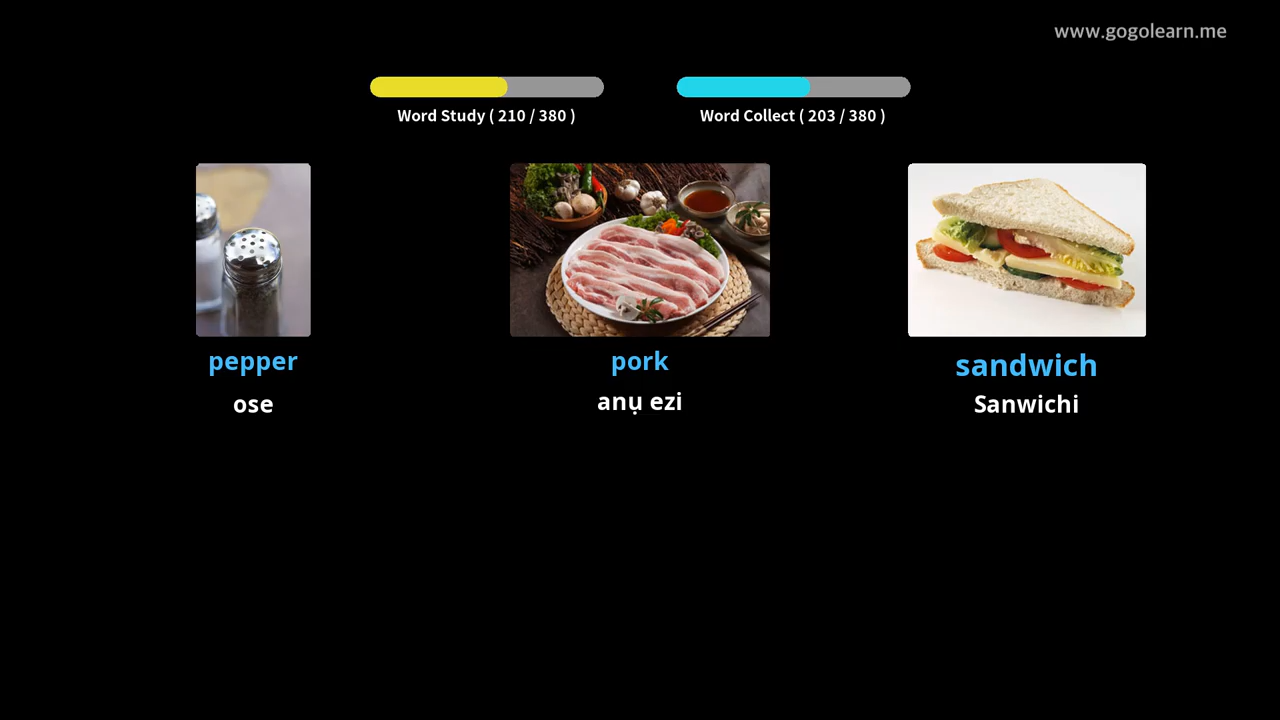 www.gogolearn.me
Word Study ( 210 / 380 )
Word Collect ( 203 / 380 )
pepper
ose
pork
anụ ezi
sandwich
Sanwichi